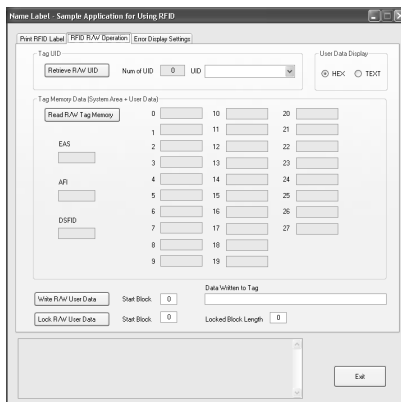 Name Label - Sample Application for Using RFID
Print RFID Label RFID R/W Operation Error Display Settings
Tag UID
User Data Display
Retrieve R/W UID Num of UID 0 UID
HEX TEXT
Tag Memory Data (System Area + User Data)
Read R/W Tag Memory 0 10 20
1 11 21
EAS 2 12 22
3 13 23
AFI 4 14 24
5 15 25
DSFID 6 16 26
7 17 27
8 18
9 19
Data Written to Tag
Write R/W User Data Start Block 0
Lock R/W User Data Start Block 0 Locked Block Length 0
Exit